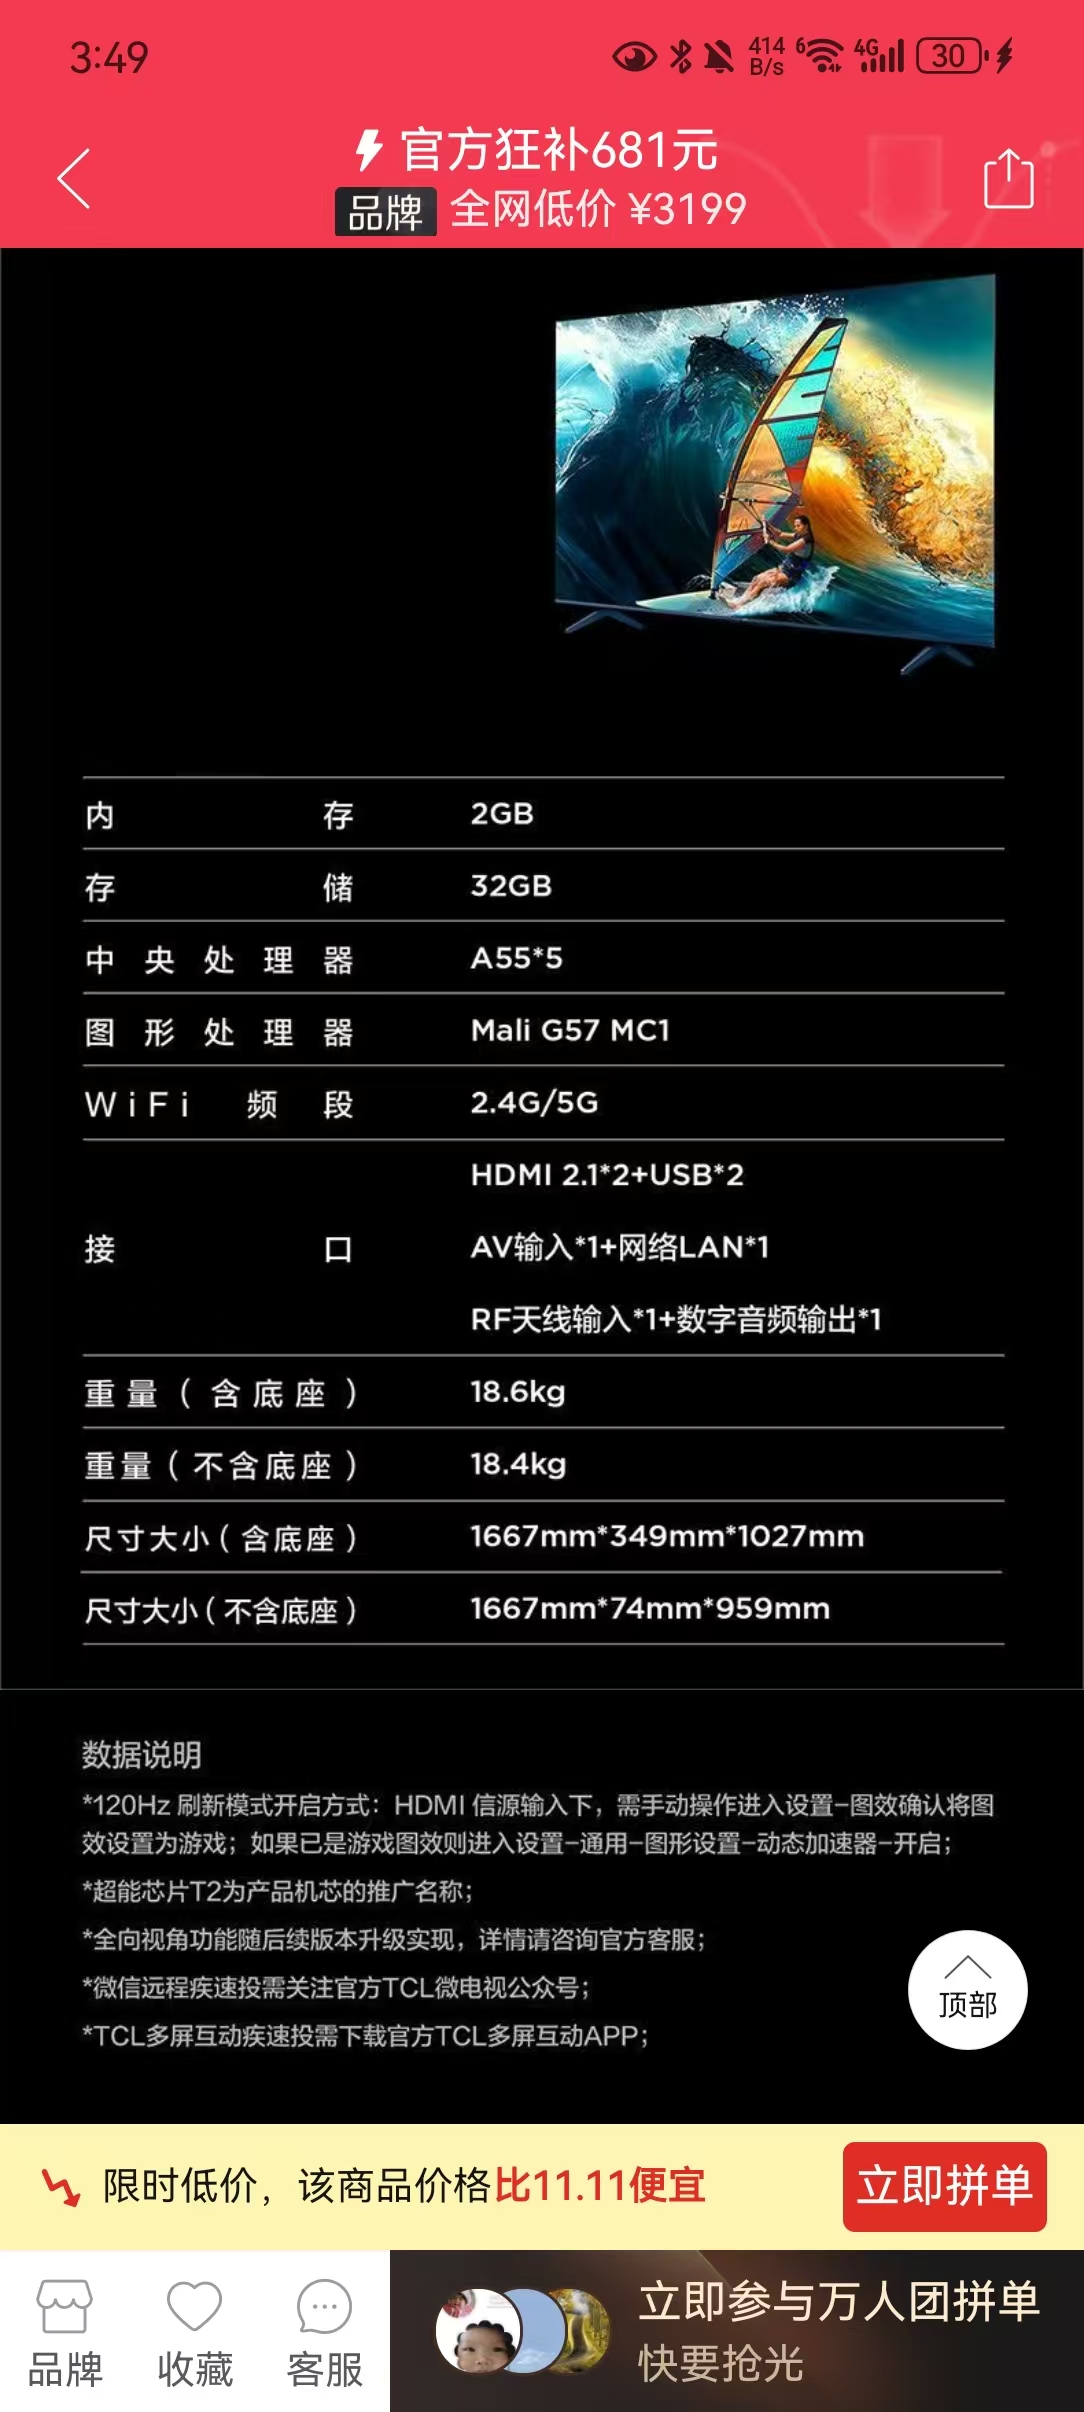 3:49
414 B/s 6 4G 30
官方狂补681元
品牌 全网低价 ¥3199
内存 2GB
存储 32GB
中央处理器 A55*5
图形处理器 Mali G57 MC1
WiFi 频段 2.4G/5G
接口 HDMI 2.1*2+USB*2
AV输入*1+网络LAN*1
RF天线输入*1+数字音频输出*1
重量（含底座） 18.6kg
重量（不含底座） 18.4kg
尺寸大小（含底座） 1667mm*349mm*1027mm
尺寸大小（不含底座） 1667mm*74mm*959mm
数据说明
*120Hz 刷新模式开启方式：HDMI 信源输入下，需手动操作进入设置-图效确认将图
效设置为游戏；如果已是游戏图效则进入设置-通用-图形设置-动态加速器-开启；
*超能芯片T2为产品机芯的推广名称；
*全向视角功能随后续版本升级实现，详情请咨询官方客服；
*微信远程疾速投需关注官方TCL微电视公众号；
*TCL多屏互动疾速投需下载官方TCL多屏互动APP；
顶部
限时低价，该商品价格比11.11便宜 立即拼单
品牌 收藏 客服
立即参与万人团拼单
快要抢光